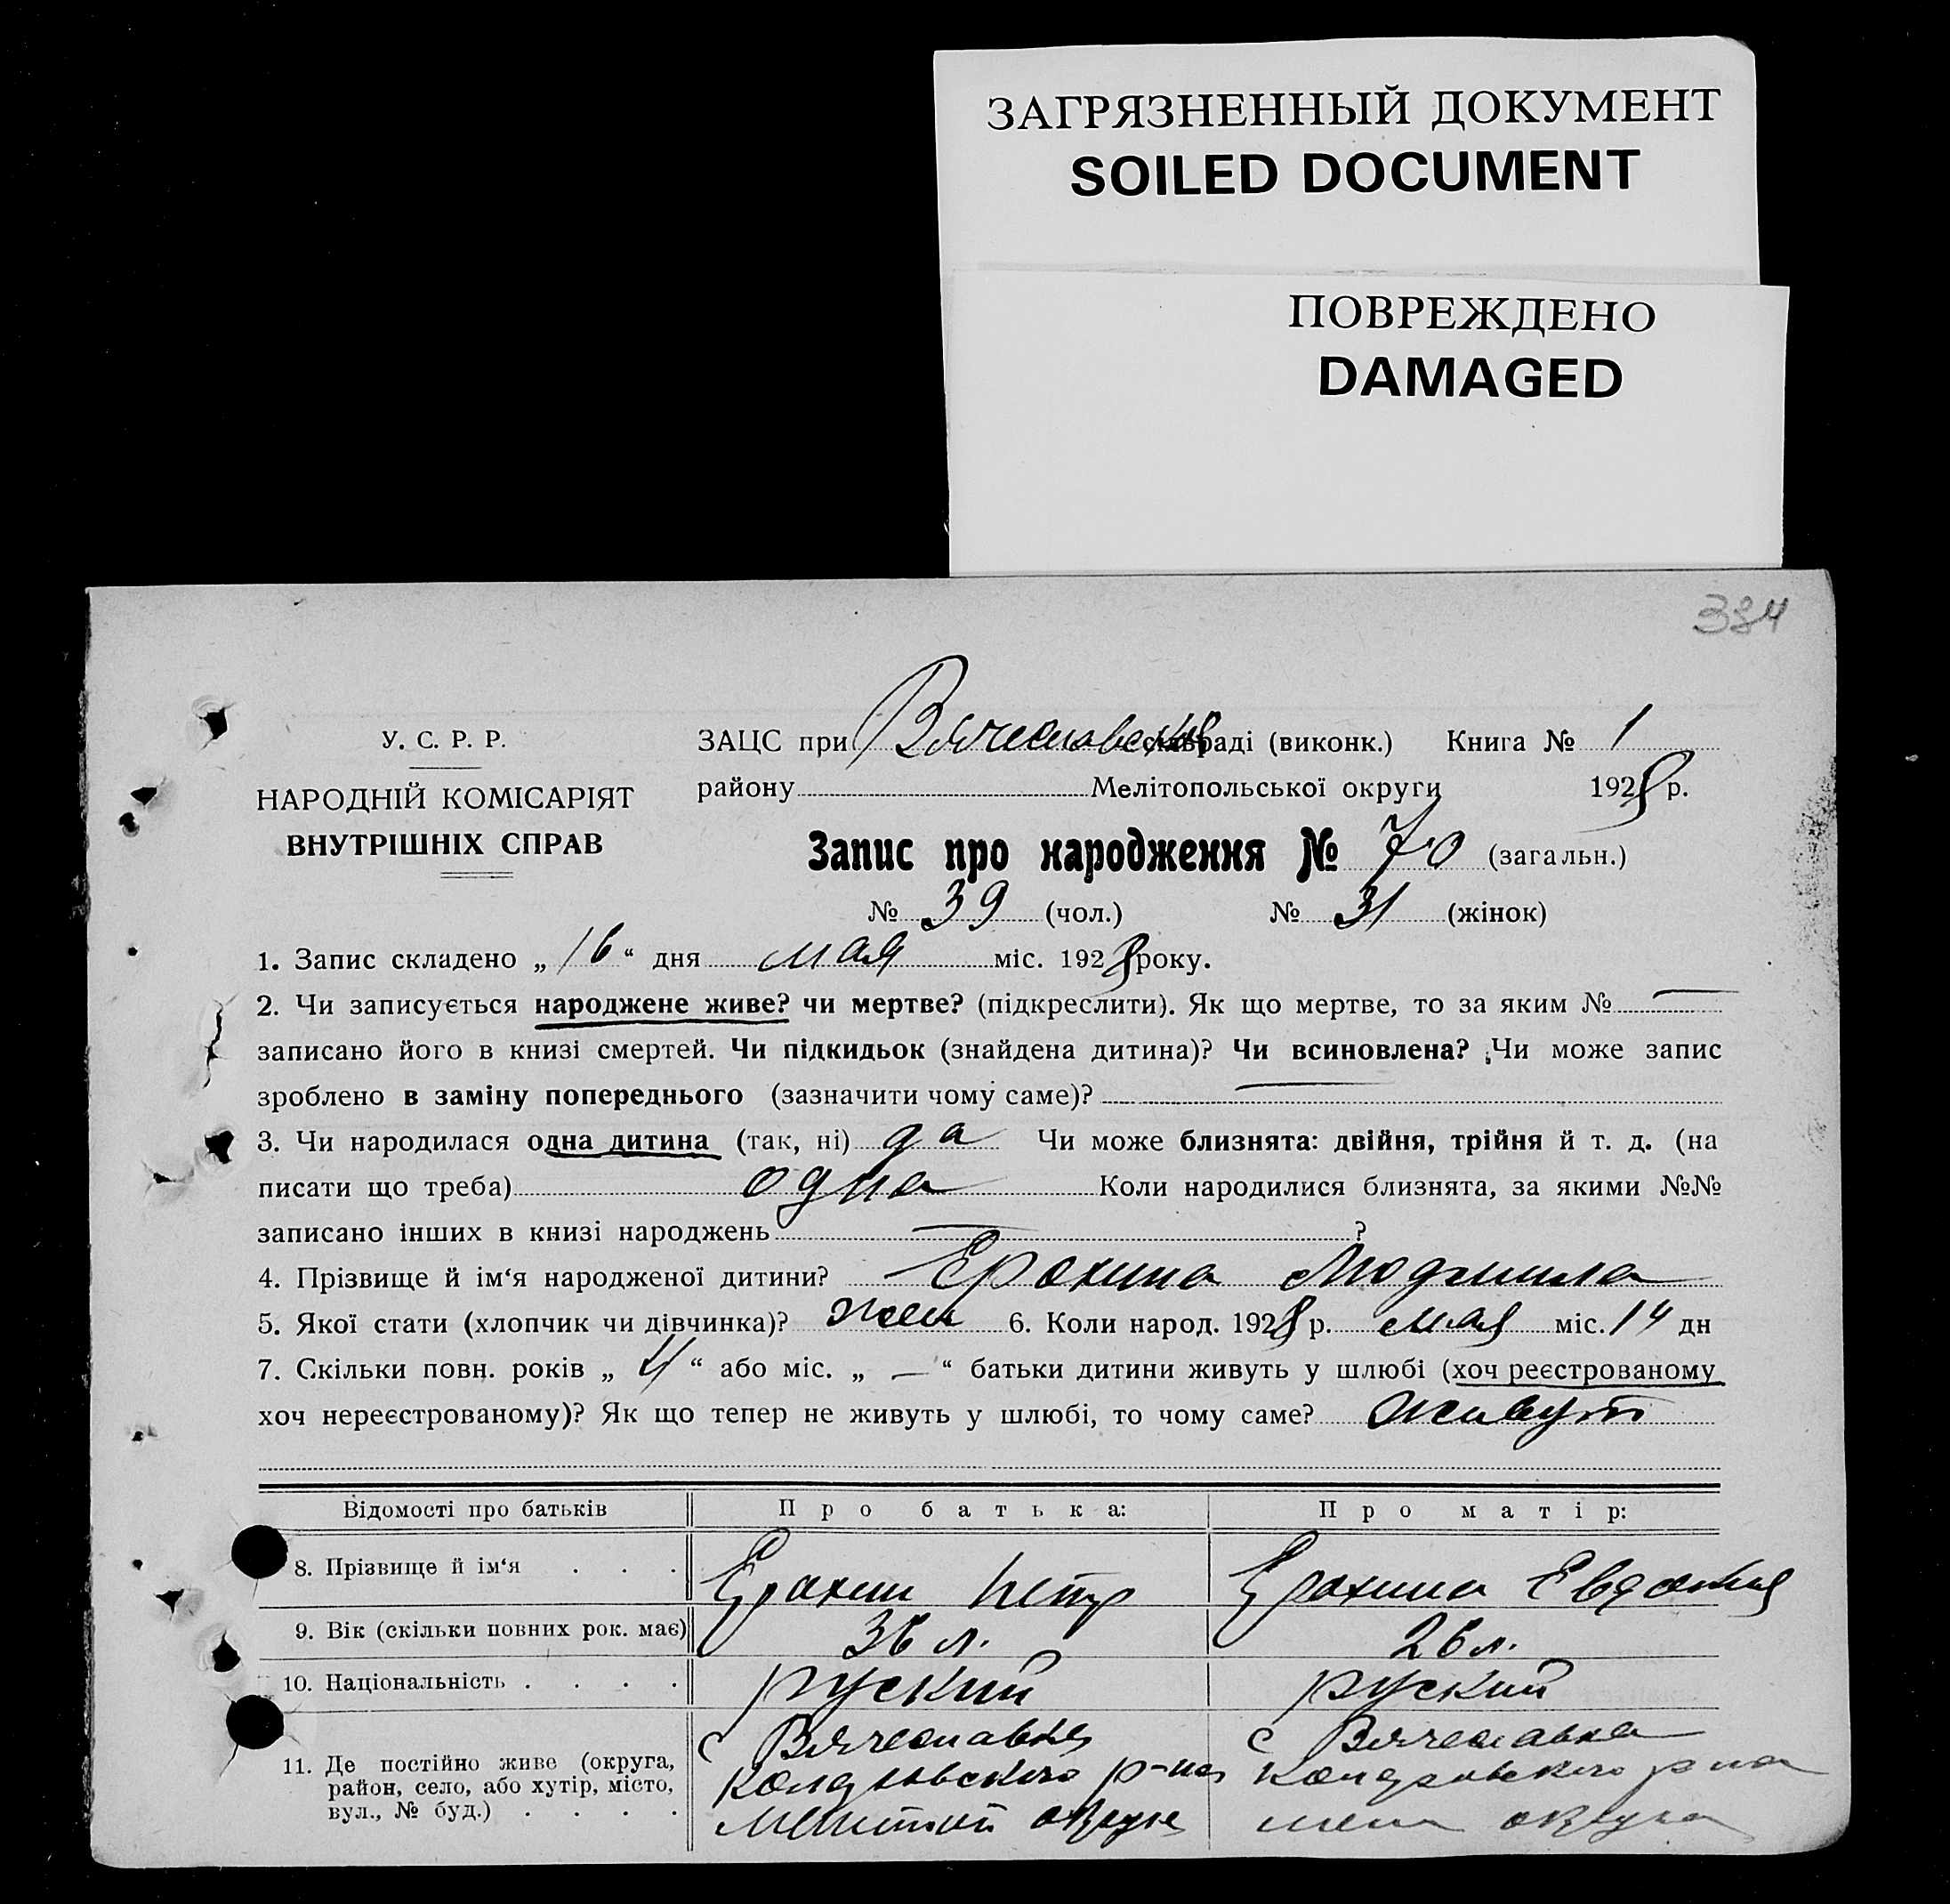 ЗАГРЯЗНЕННЫЙ ДОКУМЕНТ
SOILED DOCUMENT
ПОВРЕЖДЕНО
DAMAGED
384
У. С. Р. Р.
НАРОДНІЙ КОМІСАРІЯТ
ВНУТРІШНІХ СПРАВ
ЗАЦС при Вячеславской сільраді (виконк.) Книга № 1
району Мелітопольської округи 1928 р.
Запис про народження № 70 (загальн.)
№ 39 (чол.) № 31 (жінок)
1. Запис складено „ 16 “ дня мая міс. 1928 року.
2. Чи записується народжене живе? чи мертве? (підкреслити). Як що мертве, то за яким № —
записано його в книзі смертей. Чи підкидьок (знайдена дитина)? Чи всиновлена? Чи може запис
зроблено в заміну попереднього (зазначити чому саме)? —
3. Чи народилася одна дитина (так, ні) да Чи може близнята: двійня, трійня й т. д. (на
писати що треба) одна Коли народилися близнята, за якими №№
записано інших в книзі народжень — ?
4. Прізвище й ім‘я народженої дитини? Ерохина Людмила
5. Якої стати (хлопчик чи дівчинка)? жен 6. Коли народ. 1928 р. мая міс. 14 дн
7. Скільки повн. років „ 4 “ або міс. „ — “ батьки дитини живуть у шлюбі (хоч реєстрованому
хоч нереєстрованому)? Як що тепер не живуть у шлюбі, то чому саме? живут
Відомості про батьків Про батька: Про матір:
8. Прізвище й ім‘я . . . Ерохин Петр Ерохина Евдокия
9. Вік (скільки повних рок. має) 36 л. 26 л.
10. Національність . . . . руский руский
11. Де постійно живе (округа, с Вячеславка с Вячеславка
район, село, або хутір, місто, р-на р на
вул., № буд.) . . . . округа округа